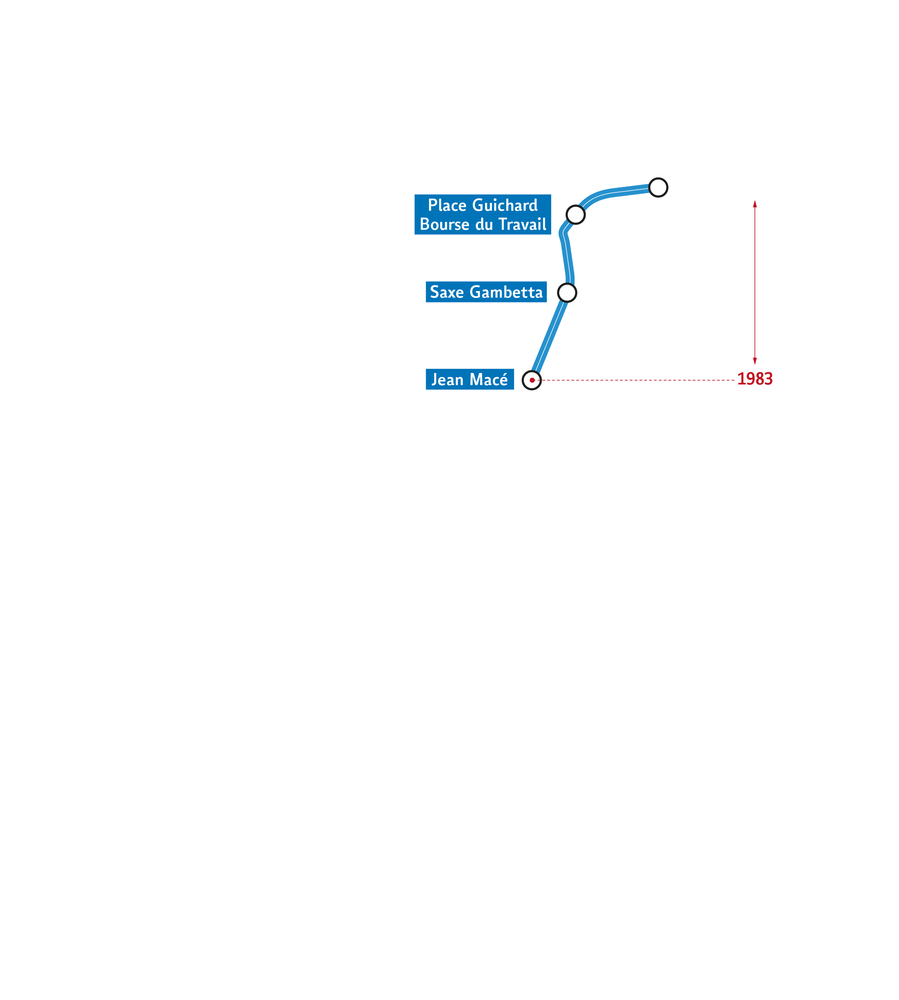 Place Guichard
Bourse du Travail
Saxe Gambetta
Jean Macé
1983